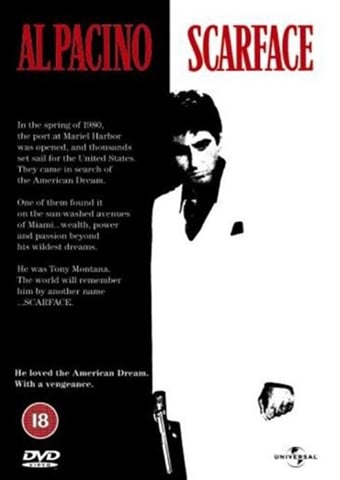 AL PACINO SCARFACE
In the spring of 1980,
the port at Mariel Harbor
was opened, and thousands
set sail for the United States.
They came in search of
the American Dream.
One of them found it
on the sun-washed avenues
of Miami...wealth, power
and passion beyond
his wildest dreams.
He was Tony Montana.
The world will remember
him by another name
...SCARFACE.
He loved the American Dream.
With a vengeance.
18
DVD
VIDEO
UNIVERSAL